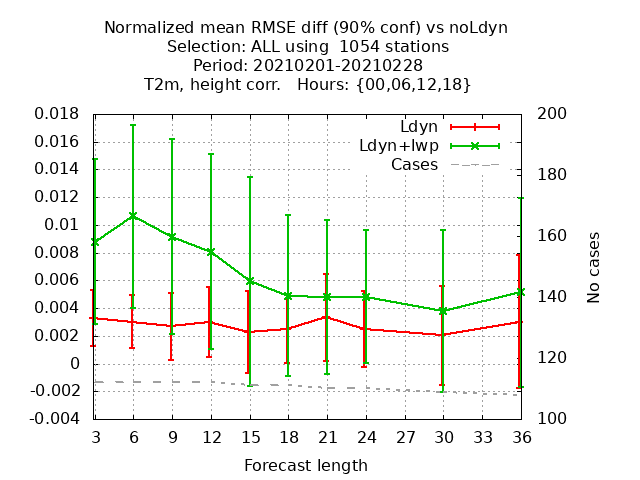 Normalized mean RMSE diff (90% conf) vs noLdyn
Selection: ALL using  1054 stations
Period: 20210201-20210228
T2m, height corr.   Hours: {00,06,12,18}
0.018
0.016
0.014
0.012
0.01
0.008
0.006
0.004
0.002
0
-0.002
-0.004
Ldyn
Ldyn+lwp
Cases
200
180
160
140
120
100
No cases
3 6 9 12 15 18 21 24 27 30 33 36
Forecast length